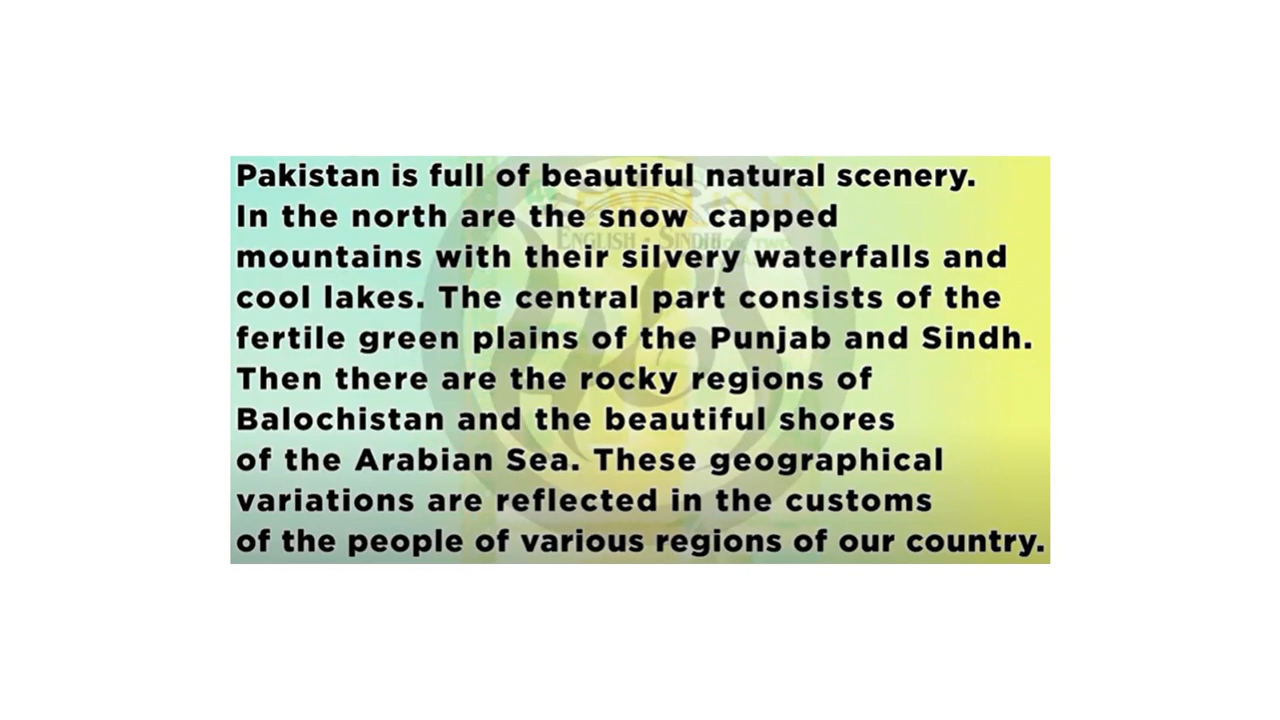 Pakistan is full of beautiful natural scenery.
In the north are the snow capped
mountains with their silvery waterfalls and
cool lakes. The central part consists of the
fertile green plains of the Punjab and Sindh.
Then there are the rocky regions of
Balochistan and the beautiful shores
of the Arabian Sea. These geographical
variations are reflected in the customs
of the people of various regions of our country.
English • Sindhi